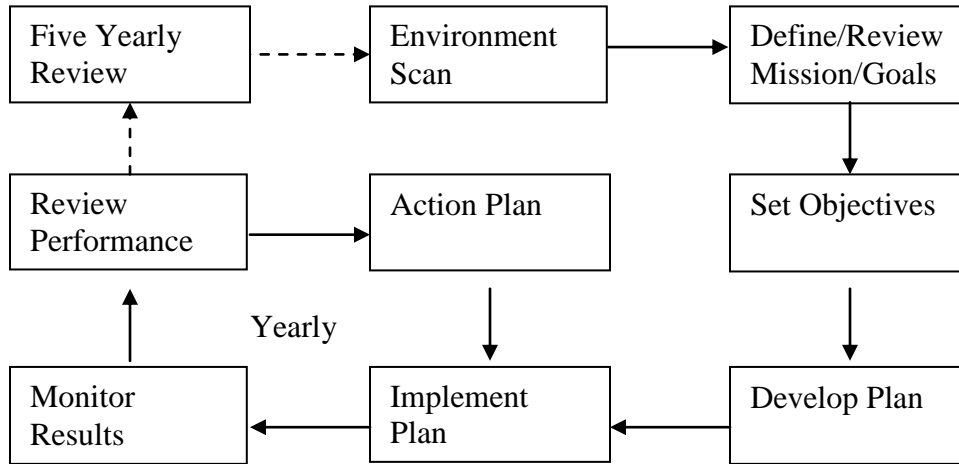 Five Yearly
Review
Environment
Scan
Define/Review
Mission/Goals
Review
Performance
Action Plan
Set Objectives
Yearly
Monitor
Results
Implement
Plan
Develop Plan